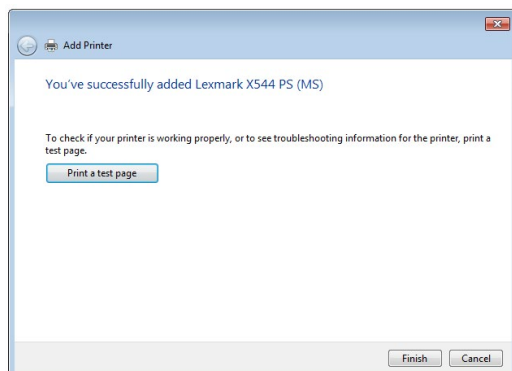 Add Printer
You've successfully added Lexmark X544 PS (MS)
To check if your printer is working properly, or to see troubleshooting information for the printer, print a
test page.
Print a test page
Finish
Cancel